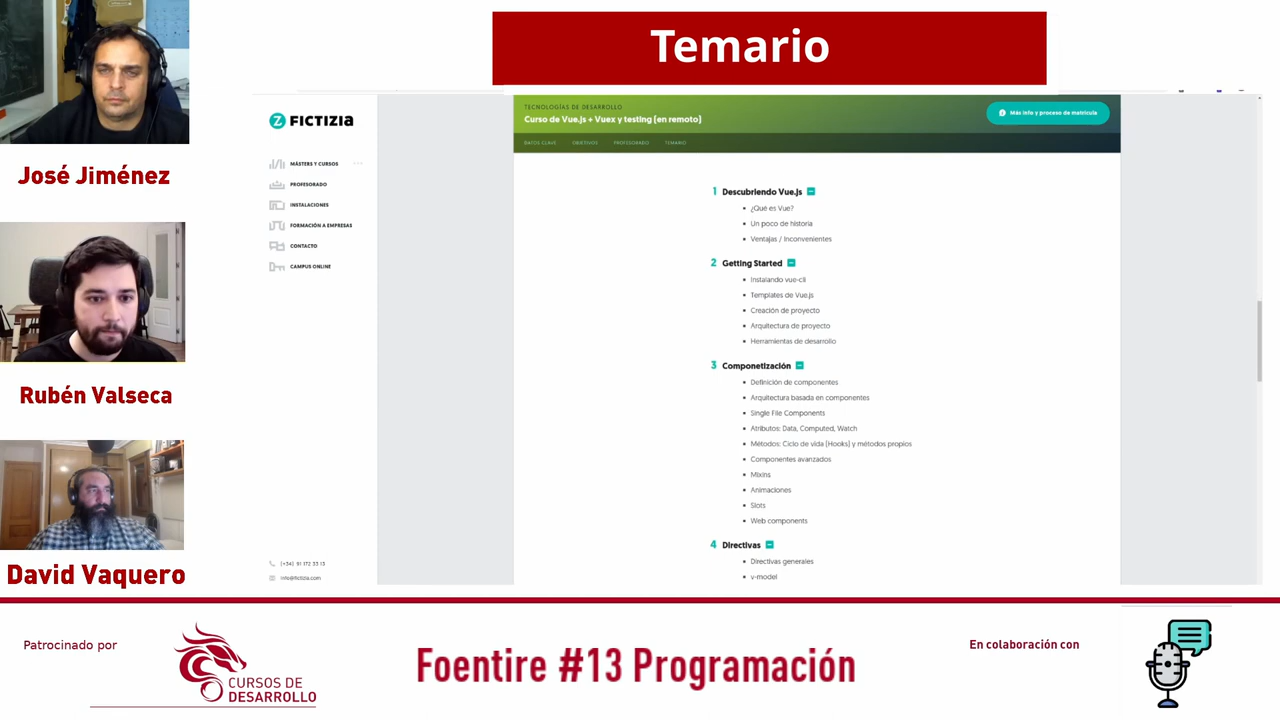 Temario
José Jiménez
Rubén Valseca
David Vaquero
FICTIZIA
MÁSTERS Y CURSOS
PROFESORADO
INSTALACIONES
FORMACIÓN A EMPRESAS
CONTACTO
CAMPUS ONLINE
(+34) 91 172 55 15
info@fictizia.com
TECNOLOGÍAS DE DESARROLLO
Curso de Vue.js + Vuex y testing [en remoto]
Más info y proceso de matrícula
DATOS CLAVE OBJETIVOS PROFESORADO TEMARIO
1 Descubriendo Vue.js
• ¿Qué es Vue?
• Un poco de historia
• Ventajas / Inconvenientes
2 Getting Started
• Instalando vue-cli
• Templates de Vue.js
• Creación de proyecto
• Arquitectura de proyecto
• Herramientas de desarrollo
3 Componetización
• Definición de componentes
• Arquitectura basada en componentes
• Single File Components
• Atributos: Data, Computed, Watch
• Métodos: Ciclo de vida [Hooks] y métodos propios
• Componentes avanzados
• Mixins
• Animaciones
• Slots
• Web components
4 Directivas
• Directivas generales
• v-model
Patrocinado por
CURSOS DE
DESARROLLO
Foentire #13 Programación
En colaboración con